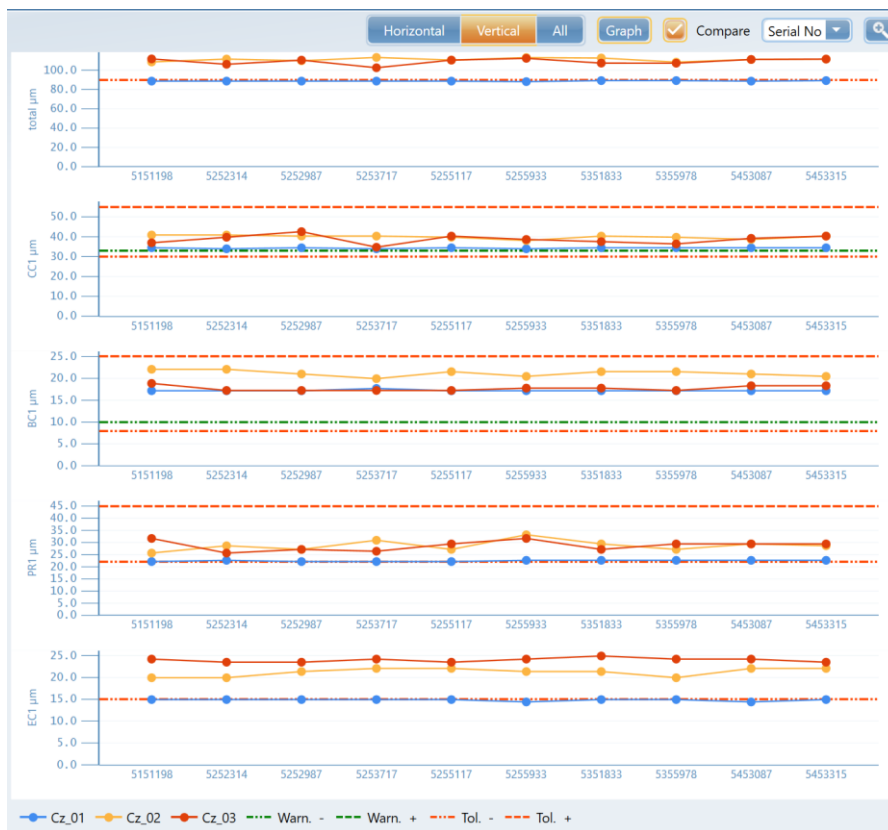 Horizontal Vertical All Graph Compare Serial No
total µm
100.0
80.0
60.0
40.0
20.0
0.0
5151198 5252314 5252987 5253717 5255117 5255933 5351833 5355978 5453087 5453315
CC1 µm
50.0
40.0
30.0
20.0
10.0
0.0
5151198 5252314 5252987 5253717 5255117 5255933 5351833 5355978 5453087 5453315
BC1 µm
25.0
20.0
15.0
10.0
5.0
0.0
5151198 5252314 5252987 5253717 5255117 5255933 5351833 5355978 5453087 5453315
PR1 µm
45.0
40.0
35.0
30.0
25.0
20.0
15.0
10.0
5.0
0.0
5151198 5252314 5252987 5253717 5255117 5255933 5351833 5355978 5453087 5453315
EC1 µm
25.0
20.0
15.0
10.0
5.0
0.0
5151198 5252314 5252987 5253717 5255117 5255933 5351833 5355978 5453087 5453315
Cz_01 Cz_02 Cz_03 Warn. - Warn. + Tol. - Tol. +